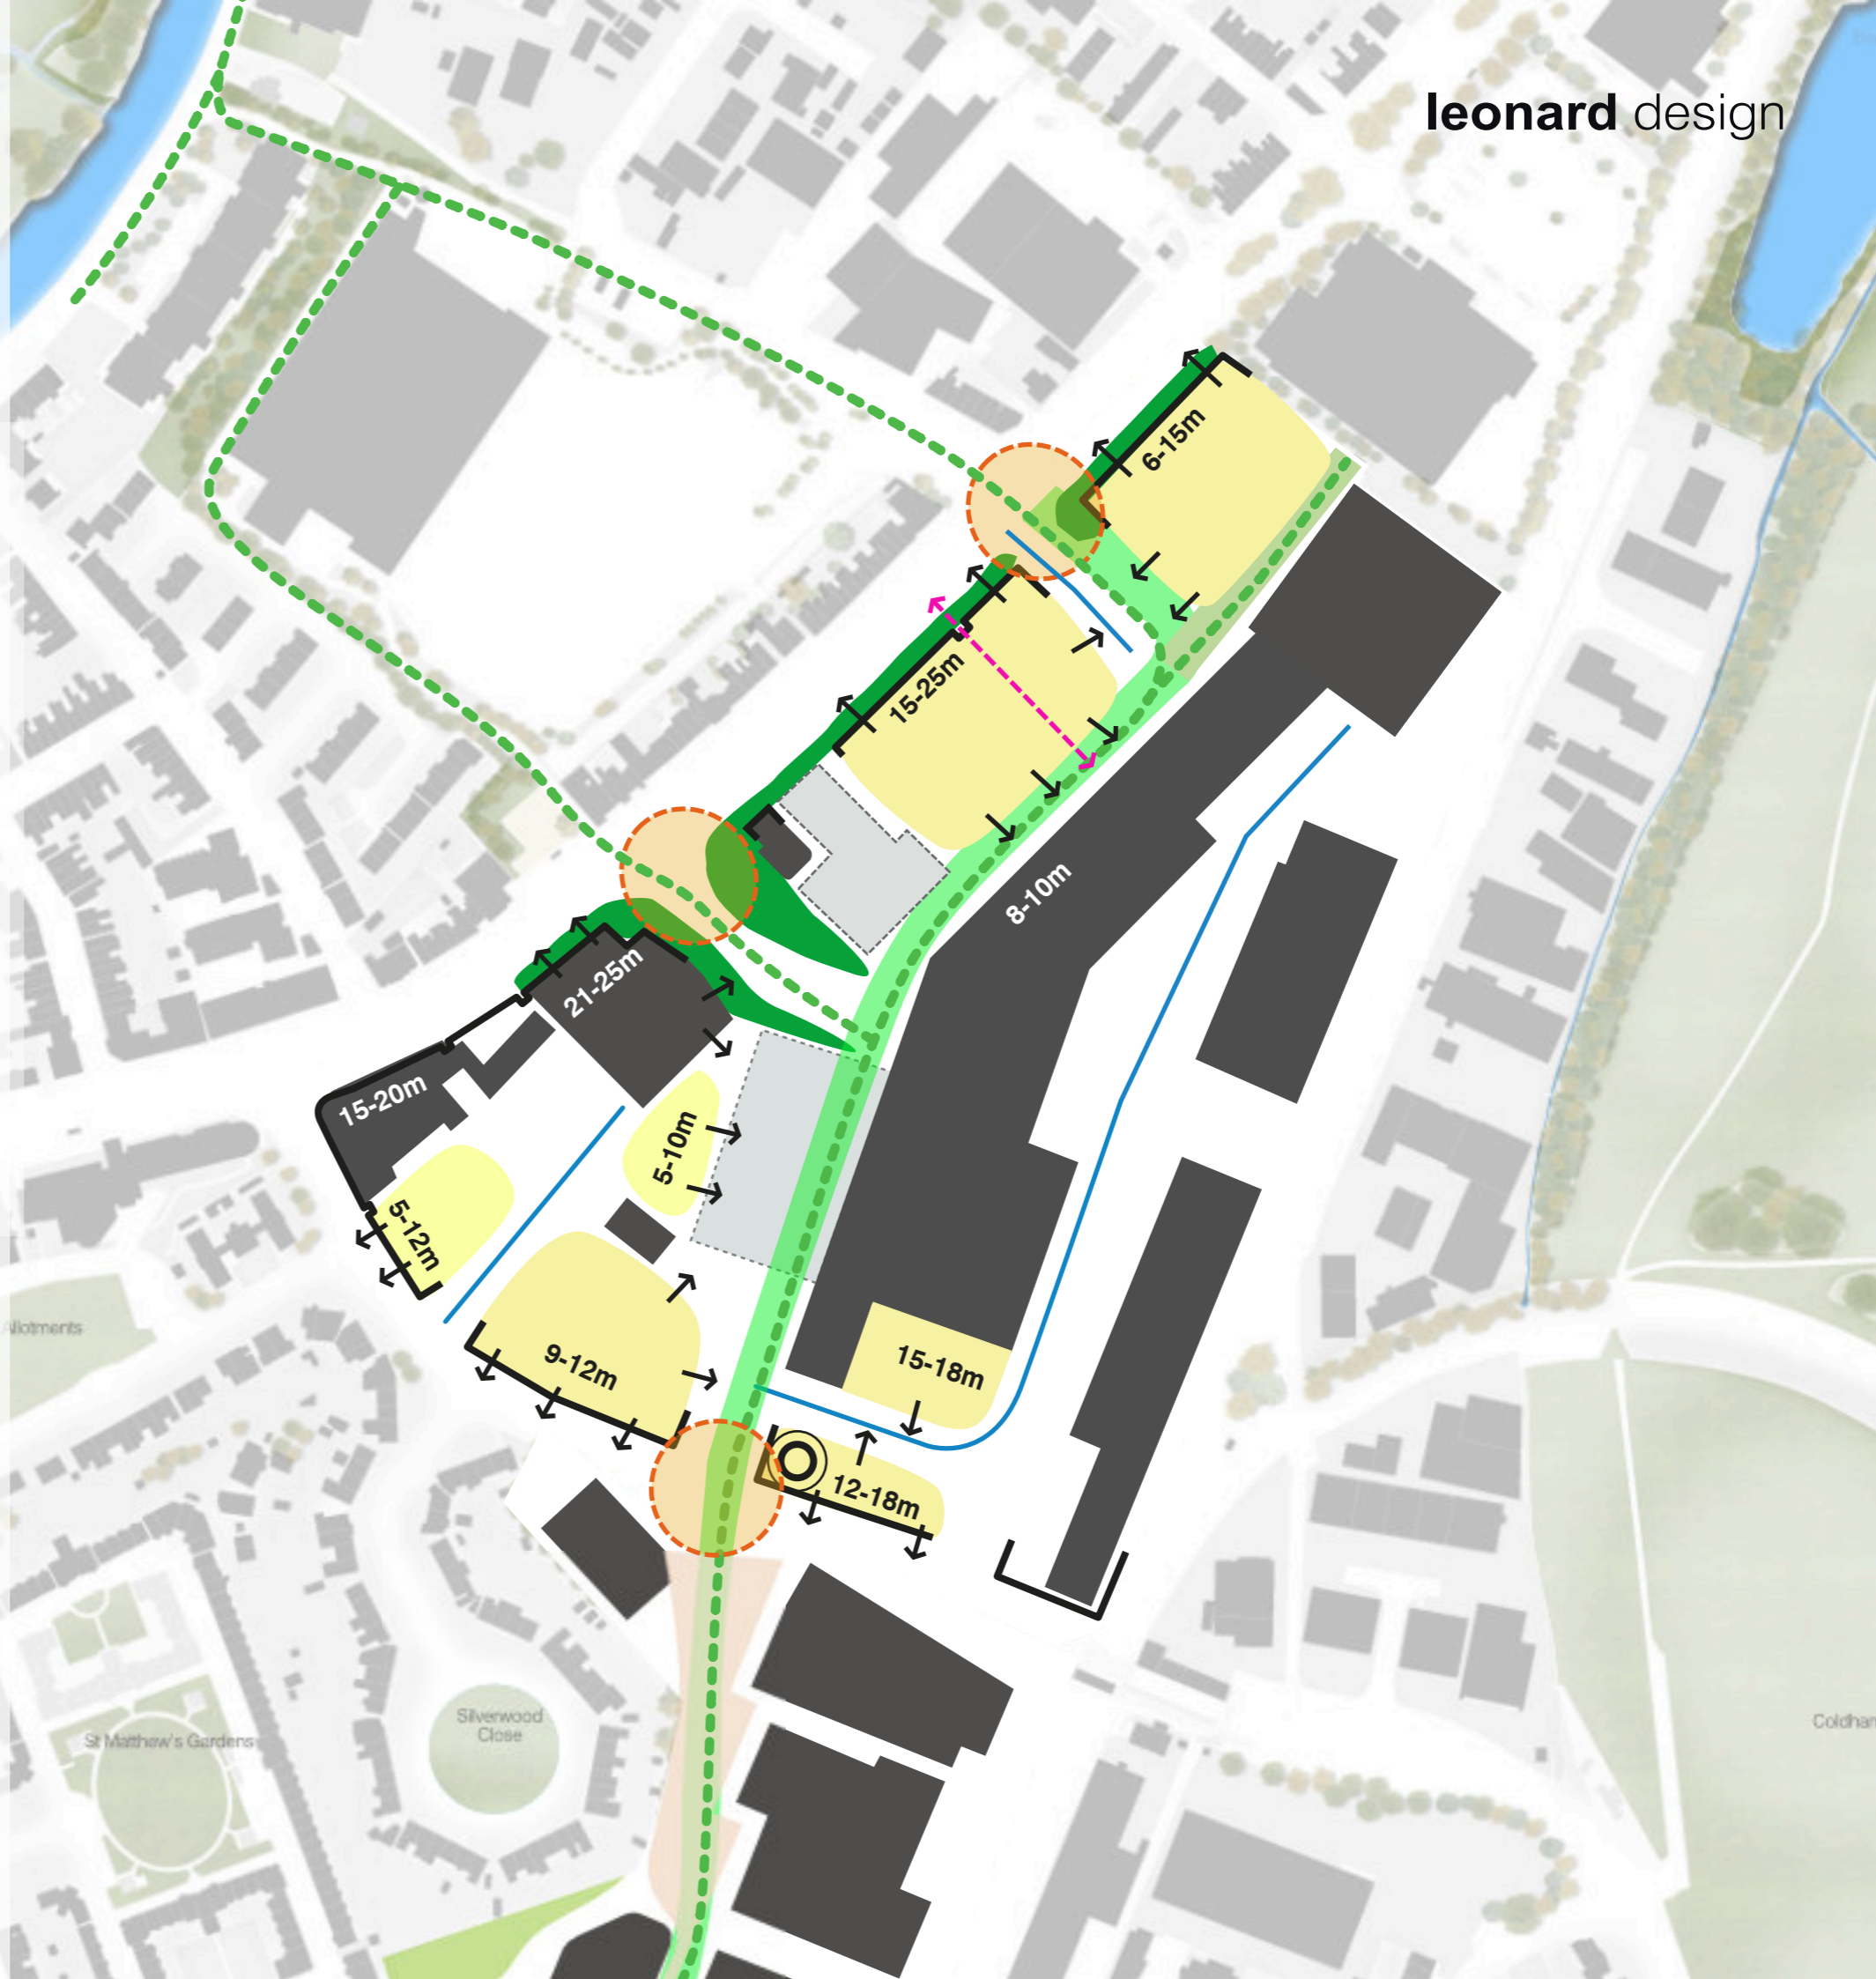 leonard design
6-15m
15-25m
8-10m
21-25m
15-20m
5-10m
5-12m
9-12m
15-18m
12-18m
Allotments
Silverwood
Close
St Matthew's Gardens
Coldhan